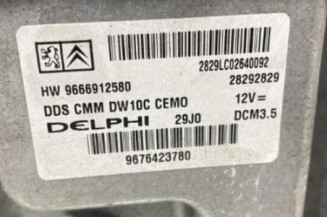 2829LC02640092
HW 9666912580
28292829
DDS CMM DW10C CEMO
12V=
DELPHI 29J0
DCM3.5
9676423780